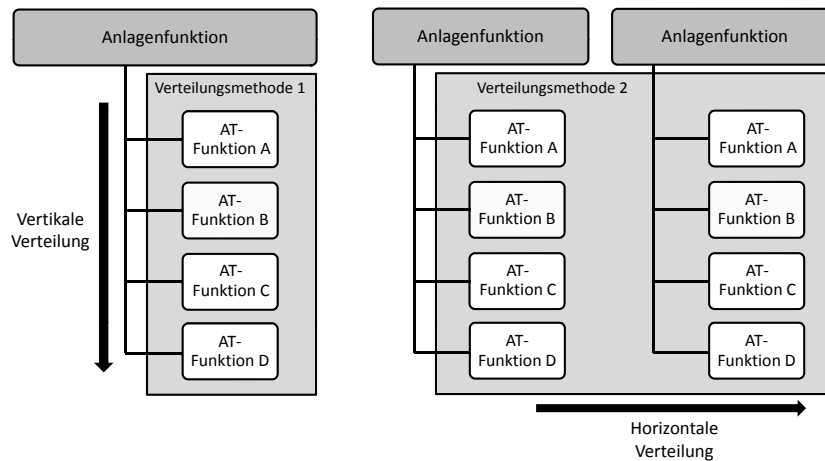 Anlagenfunktion
Verteilungsmethode 1
AT-
Funktion A
AT-
Funktion B
AT-
Funktion C
AT-
Funktion D
Vertikale
Verteilung
Anlagenfunktion
Anlagenfunktion
Verteilungsmethode 2
AT-
Funktion A
AT-
Funktion B
AT-
Funktion C
AT-
Funktion D
AT-
Funktion A
AT-
Funktion B
AT-
Funktion C
AT-
Funktion D
Horizontale
Verteilung